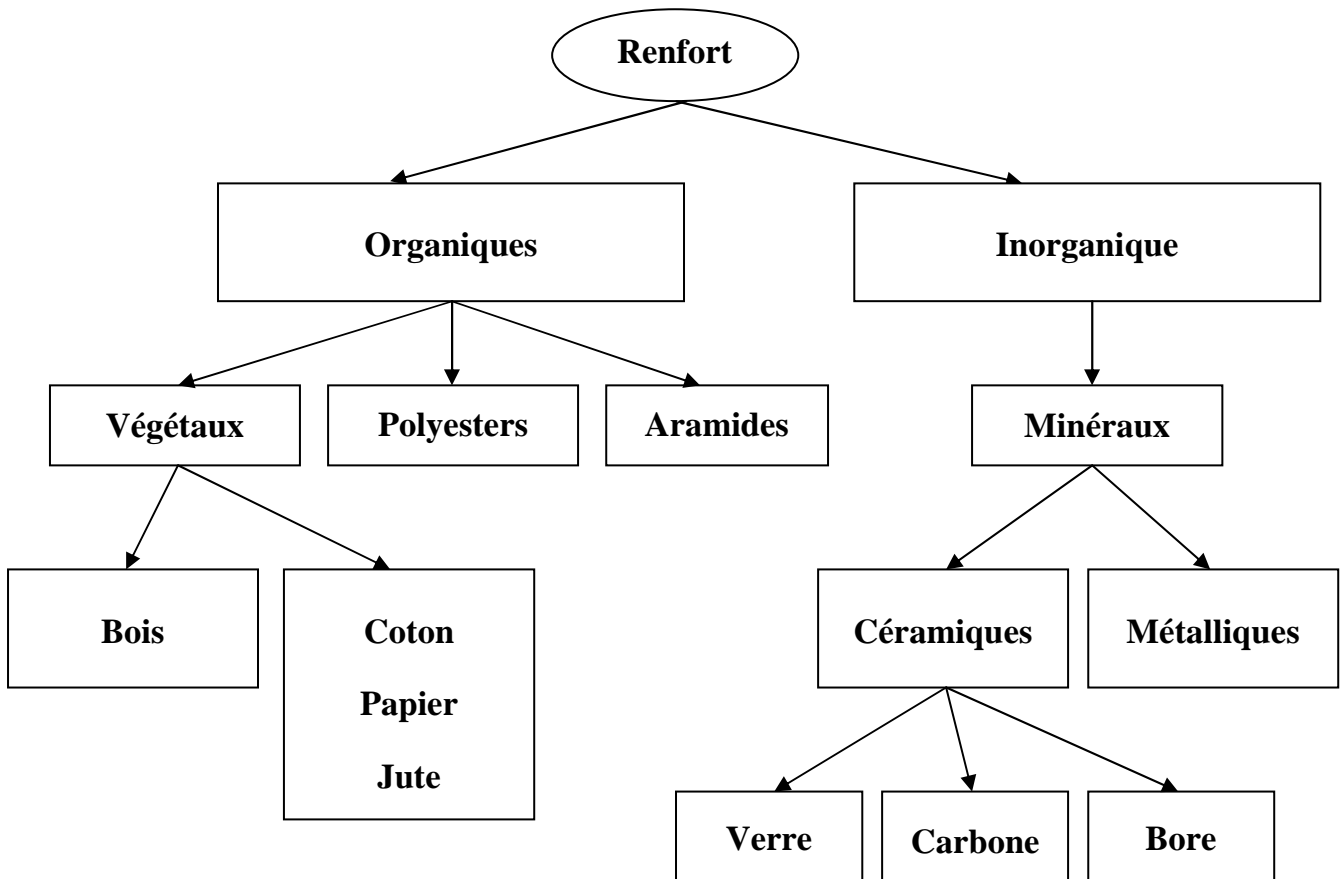 Renfort
Organiques
Inorganique
Végétaux
Polyesters
Aramides
Minéraux
Bois
Coton
Papier
Jute
Céramiques
Métalliques
Verre
Carbone
Bore